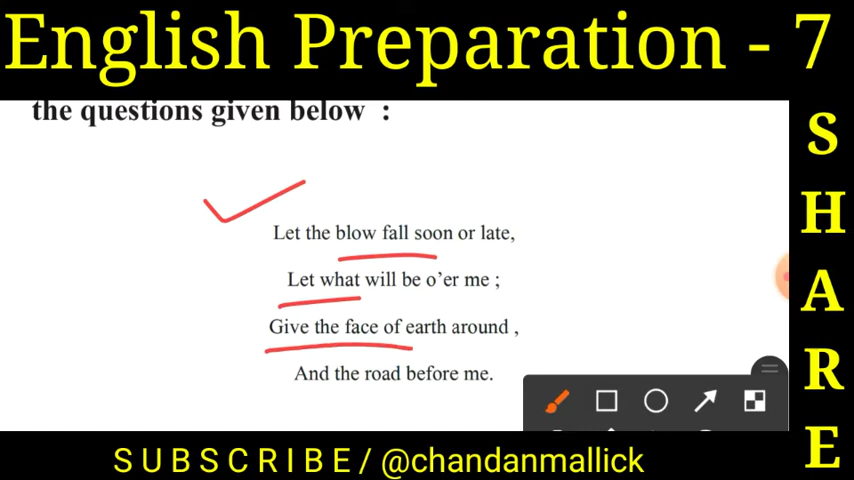 English Preparation - 7
the questions given below :
Let the blow fall soon or late,
Let what will be o’er me ;
Give the face of earth around ,
And the road before me.
SHARE
SUBSCRIBE/ @chandanmallick